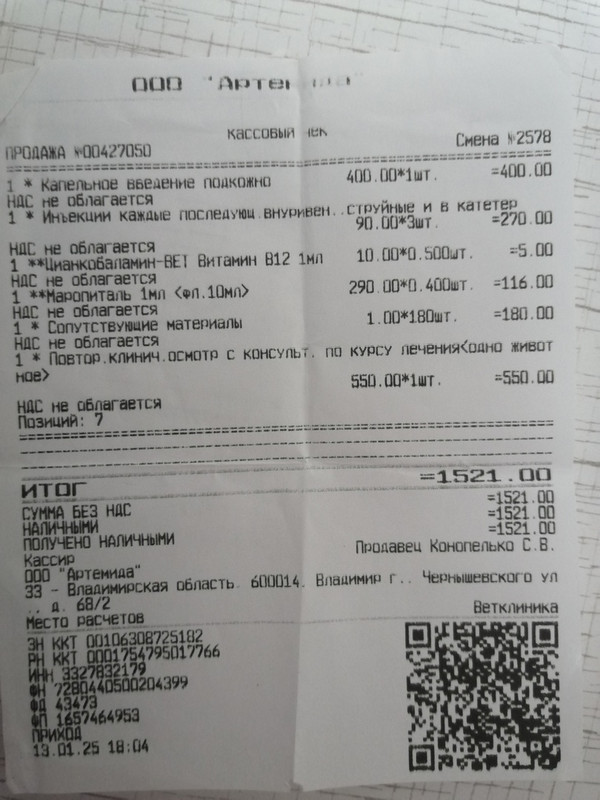 ООО "Артемида"
Кассовый чек
ПРОДАЖА №00427050 Смена №2578
1 * Капельное введение подкожно 400.00*1шт. =400.00
НДС не облагается
1 * Инъекции каждые последующ.внуривен..струйные и в катетер
90.00*3шт. =270.00
НДС не облагается
1 **Цианкобаламин-ВЕТ Витамин В12 1мл 10.00*0.500шт. =5.00
НДС не облагается
1 **Маропиталь 1мл <фл.10мл> 290.00*0.400шт. =116.00
НДС не облагается
1 * Сопутствующие материалы 1.00*180шт. =180.00
НДС не облагается
1 * Повтор.клинич.осмотр с консульт. по курсу лечения<одно живот
ное>
550.00*1шт. =550.00
НДС не облагается
Позиций: 7
ИТОГ =1521.00
СУММА БЕЗ НДС =1521.00
НАЛИЧНЫМИ =1521.00
ПОЛУЧЕНО НАЛИЧНЫМИ =1521.00
Кассир Продавец Конопелько С.В.
ООО "Артемида"
33 - Владимирская область. 600014. Владимир г.. Чернышевского ул
.. д. 68/2
Место расчетов Ветклиника
ЗН ККТ 00106308725182
РН ККТ 0001754795017766
ИНН 3327832179
ФН 7280440500204399
ФД 43473
ФП 1657464953
ПРИХОД
13.01.25 18:04